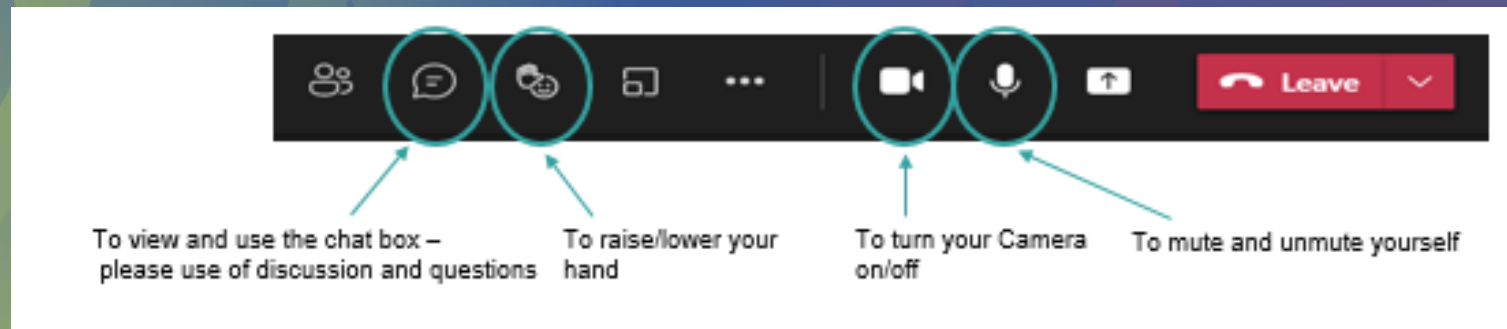 Leave
To view and use the chat box –
please use of discussion and questions
To raise/lower your
hand
To turn your Camera
on/off
To mute and unmute yourself